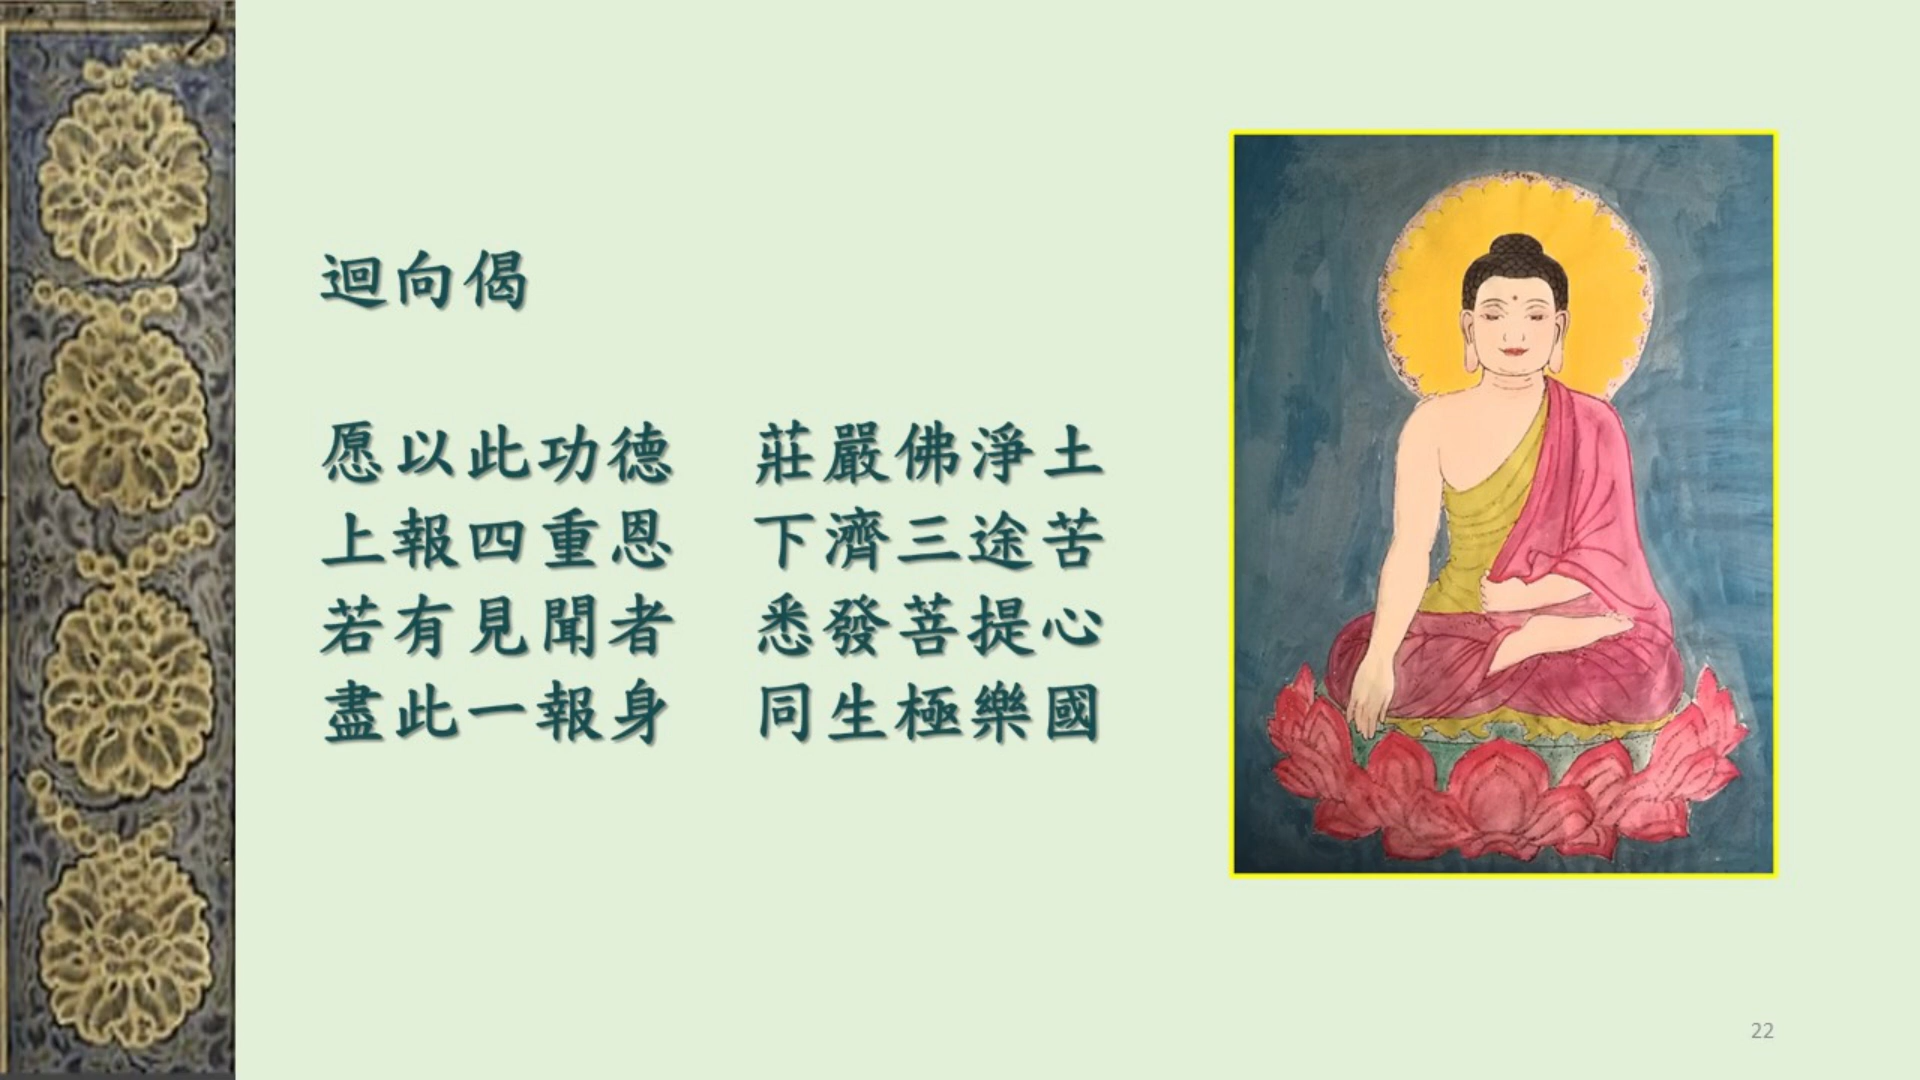 迴向偈
愿以此功德 莊嚴佛淨土
上報四重恩 下濟三途苦
若有見聞者 悉發菩提心
盡此一報身 同生極樂國
22